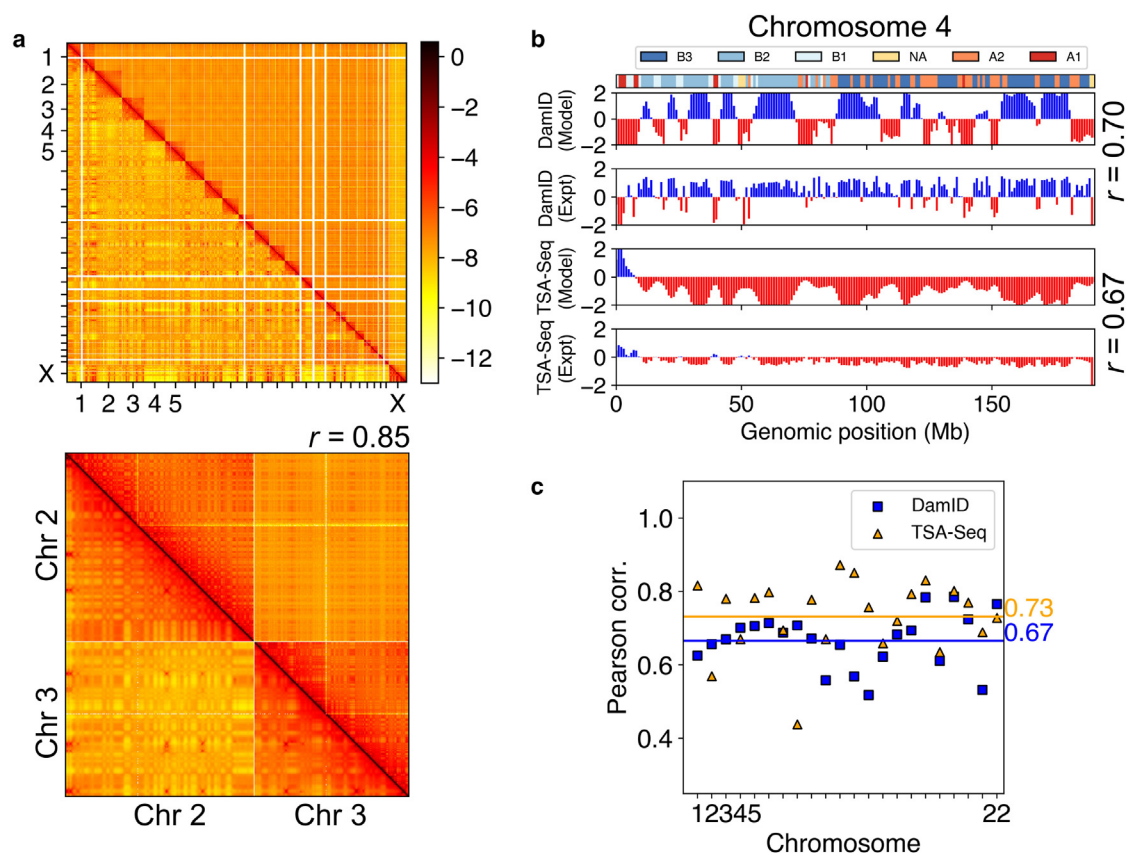 a
1
2
3
4
5
X
1 2 3 4 5 X
0
−2
−4
−6
−8
−10
−12
r = 0.85
Chr 2
Chr 3
Chr 2 Chr 3
b
Chromosome 4
B3 B2 B1 NA A2 A1
DamID
(Model)
2
0
−2
DamID
(Expt)
2
0
−2
r = 0.70
TSA-Seq
(Model)
2
0
−2
TSA-Seq
(Expt)
2
0
−2
r = 0.67
0 50 100 150
Genomic position (Mb)
c
DamID
TSA-Seq
Pearson corr.
1.0
0.8
0.6
0.4
0.73
0.67
12345 22
Chromosome